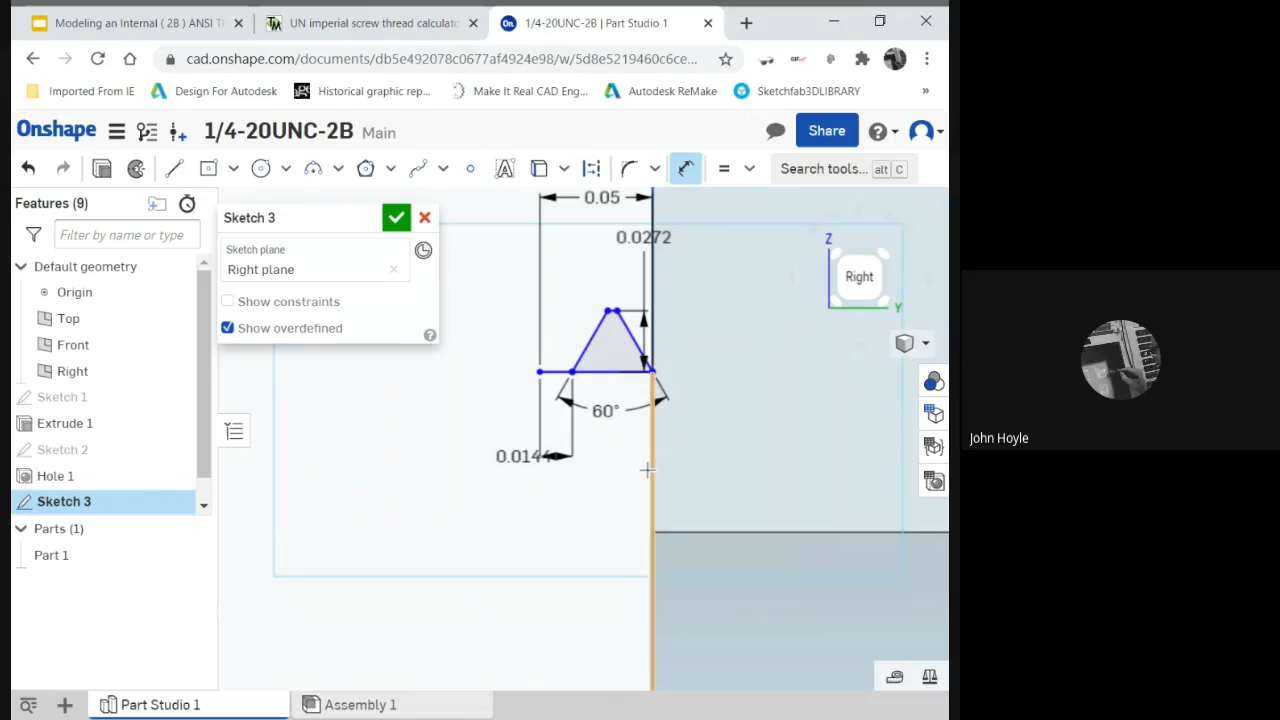 Modeling an Internal ( 2B ) ANSI T
UN imperial screw thread calculato
On
1/4-20UNC-2B | Part Studio 1
cad.onshape.com/documents/db5e492078c0677af4924e98/w/5d8e5219460c6ce...
Imported From IE
Design For Autodesk
Historical graphic rep...
Make It Real CAD Eng...
Autodesk ReMake
Sketchfab3DLIBRARY
»
Onshape
1/4-20UNC-2B
Main
Share
Search tools...
alt
C
Features (9)
Filter by name or type
Default geometry
Origin
Top
Front
Right
Sketch 1
Extrude 1
Sketch 2
Hole 1
Sketch 3
Parts (1)
Part 1
Sketch 3
Sketch plane
Right plane
Show constraints
Show overdefined
0.05
0.0272
60°
0.0144
Z
Right
Y
John Hoyle
Part Studio 1
Assembly 1